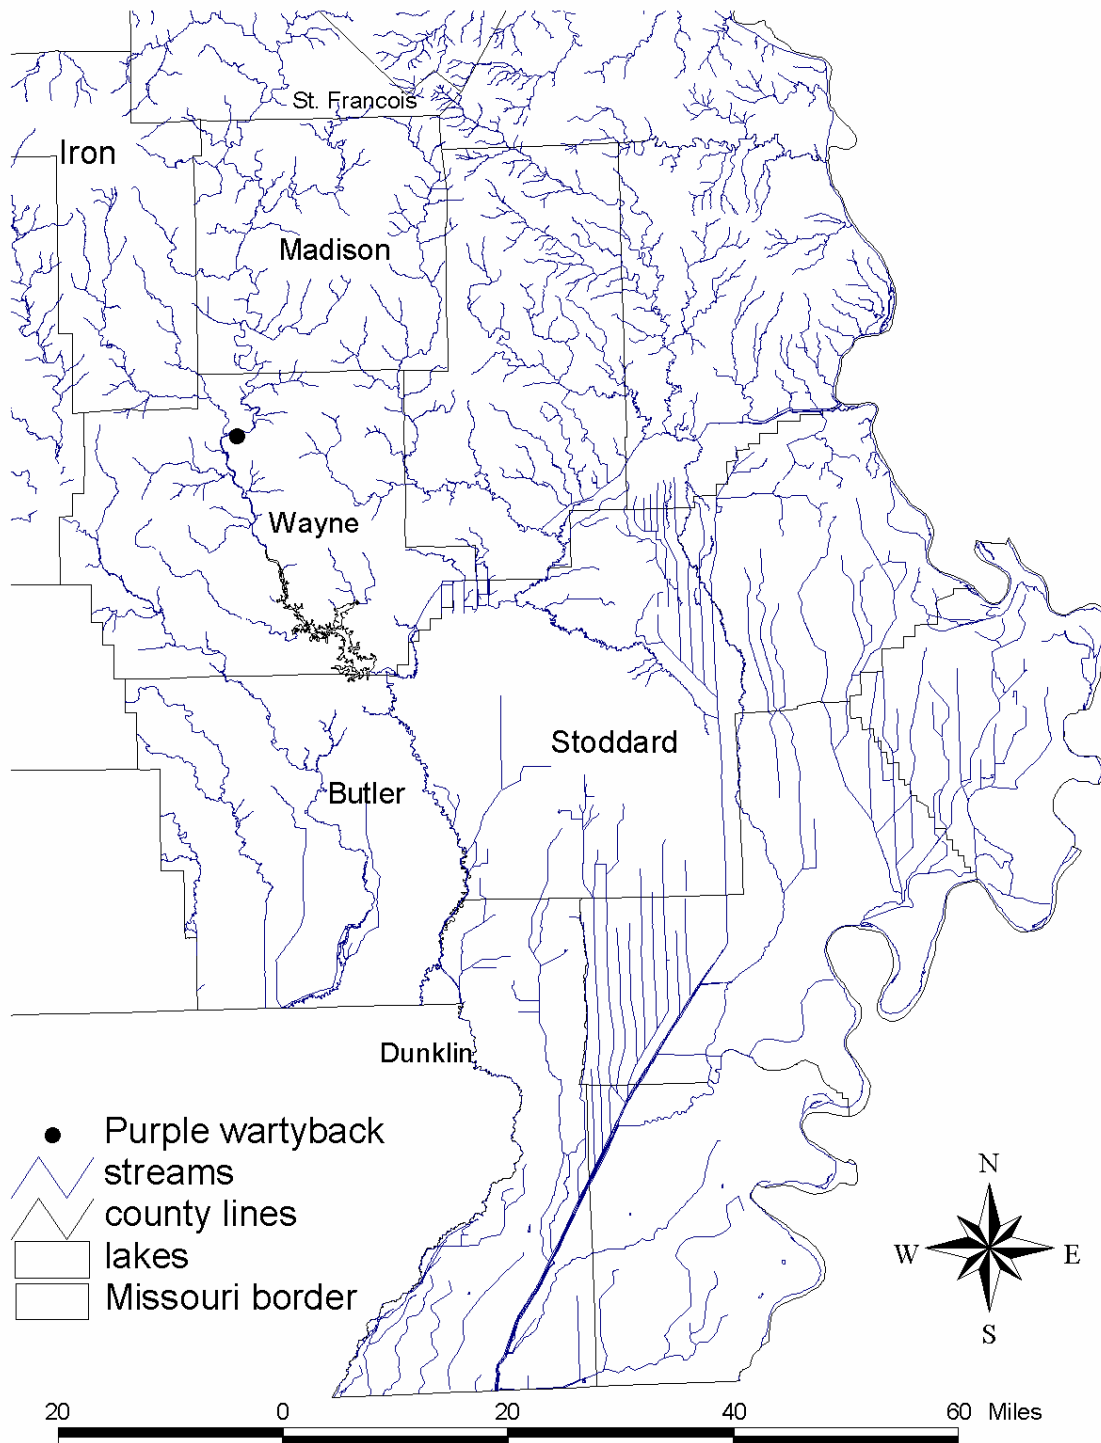 St. Francois
Iron
Madison
Wayne
Stoddard
Butler
Dunklin
Purple wartyback
streams
county lines
lakes
Missouri border
N
W
E
S
20 0 20 40 60 Miles